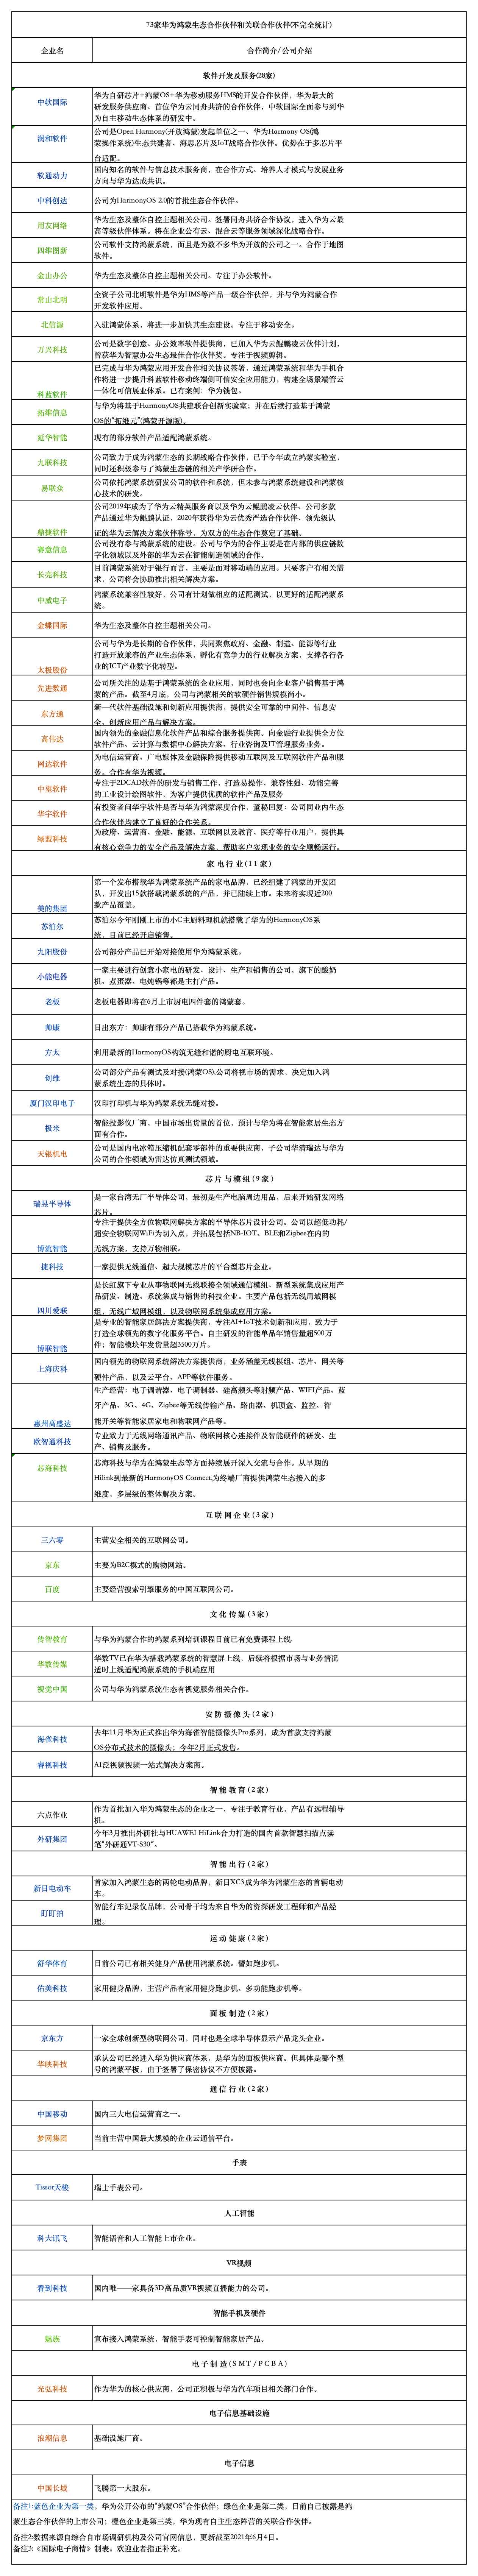 73家华为鸿蒙生态合作伙伴和关联合作伙伴(不完全统计)
企业名 合作简介/公司介绍
软件开发及服务(28家)
中软国际 华为自研芯片+鸿蒙OS+华为移动服务HMS的开发合作伙伴，华为最大的
研发服务供应商、首位华为云同舟共济的合作伙伴，中软国际全面参与到华
为自主移动生态体系的研发中。
润和软件 公司是Open Harmony(开放鸿蒙)发起单位之一、华为Harmony OS(鸿
蒙操作系统)生态共建者、海思芯片及IoT战略合作伙伴。优势在于多芯片平
台适配。
软通动力 国内知名的软件与信息技术服务商，在合作方式、培养人才模式与发展业务
方向与华为达成共识。
中科创达 公司为HarmonyOS 2.0的首批生态合作伙伴。
用友网络 华为生态及整体自控主题相关公司。签署同舟共济合作协议，进入华为云最
高等级伙伴体系，将在企业公有云、混合云等服务领域深化战略合作。
四维图新 公司软件支持鸿蒙系统，而且是为数不多华为开放的公司之一。合作于地图
软件。
金山办公 华为生态及整体自控主题相关公司。专注于办公软件。
常山北明 全资子公司北明软件是华为HMS等产品一级合作伙伴，并与华为鸿蒙合作
开发软件应用。
北信源 入驻鸿蒙体系，将进一步加快其生态建设。专注于移动安全。
万兴科技 公司是数字创意、办公效率软件提供商，已加入华为云鲲鹏凌云伙伴计划，
曾获华为智慧办公生态最佳合作伙伴奖。专注于视频剪辑。
科蓝软件 已完成与华为鸿蒙应用开发合作相关协议签署，通过鸿蒙系统和华为手机合
作将进一步提升科蓝软件移动终端侧可信安全应用能力，构建全场景端管云
一体化可信展业体系。已有案例：华为钱包。
拓维信息 与华为将基于HarmonyOS共建联合创新实验室；并在后续打造基于鸿蒙
OS的“拓维元”(鸿蒙开源版)。
延华智能 现有的部分软件产品适配鸿蒙系统。
九联科技 公司致力于成为鸿蒙生态的长期战略合作伙伴，已于今年成立鸿蒙实验室，
同时还积极参与了鸿蒙生态链的相关产学研合作。
易联众 公司依托鸿蒙系统研发公司的软件和系统，但未参与鸿蒙系统建设和鸿蒙核
心技术的研发。
鼎捷软件 公司2019年成为了华为云精英服务商以及华为云鲲鹏凌云伙伴、公司多款
产品通过华为鲲鹏认证，2020年获得华为云优秀严选合作伙伴、领先级认
证的华为云解决方案伙伴称号，为双方的生态合作奠定了基础。
赛意信息 公司没有参与鸿蒙系统的建设。公司与华为的合作主要是在内部的供应链数
字化领域以及外部的华为云在智能制造领域的合作。
长亮科技 目前鸿蒙系统对于银行而言，主要是面对移动端的应用。只要客户有相关需
求，公司将会协助推出相关解决方案。
中威电子 鸿蒙系统兼容性较好，公司有计划做相应的适配测试，以更好的适配鸿蒙系
统。
金蝶国际 华为生态及整体自控主题相关公司。
太极股份 公司与华为是长期的合作伙伴，共同聚焦政府、金融、制造、能源等行业
打造开放兼容的产业生态体系，孵化有竞争力的行业解决方案，支撑各行各
业的ICT产业数字化转型。
先进数通 公司所关注的是基于鸿蒙系统的企业应用，同时也会向企业客户销售基于鸿
蒙的产品。截至4月底，公司与鸿蒙相关的软硬件销售规模尚小。
东方通 新一代软件基础设施和创新应用提供商，提供安全可靠的中间件、信息安
全、创新应用产品与解决方案。
高伟达 国内领先的金融信息化软件产品和综合服务提供商。向金融行业提供全方位
软件产品、云计算与数据中心解决方案、行业咨询及IT管理服务业务。
网达软件 为电信运营商、广电媒体及金融保险提供移动互联网及互联网软件产品和服
务。合作有华为视频。
中望软件 专注于2DCAD软件的研发与销售工作，打造易操作、兼容性强、功能完善
的工业设计绘图软件，为客户提供优质的软件产品及服务
华宇软件 有投资者问华宇软件是否与华为鸿蒙深度合作，董秘回复：公司业内生态
合作伙伴均建立了良好的合作关系。
绿盟科技 为政府、运营商、金融、能源、互联网以及教育、医疗等行业用户，提供具
有核心竞争力的安全产品及解决方案，帮助客户实现业务的安全顺畅运行。
家电行业(11家)
美的集团 第一个发布搭载华为鸿蒙系统产品的家电品牌，已经组建了鸿蒙的开发团
队，开发出15款搭载鸿蒙系统的产品，并已陆续上市。未来将实现近200
款产品覆盖。
苏泊尔 苏泊尔今年刚刚上市的小C主厨料理机就搭载了华为的HarmonyOS系
统，目前已经开启销售。
九阳股份 公司部分产品已开始对接使用华为鸿蒙系统。
小熊电器 一家主要进行创意小家电的研发、设计、生产和销售的公司，旗下的酸奶
机、煮蛋器、电炖锅等都是主打产品。
老板 老板电器即将在6月上市厨电四件套的鸿蒙套。
帅康 日出东方：帅康有部分产品已搭载华为鸿蒙系统。
方太 利用最新的HarmonyOS构筑无缝和谐的厨电互联环境。
创维 公司部分产品有测试及对接(鸿蒙OS),公司将视市场的需求，决定加入鸿
蒙系统生态的具体时。
厦门汉印电子 汉印打印机与华为鸿蒙系统无缝对接。
极米 智能投影仪厂商，中国市场出货量的首位，预计与华为将在智能家居生态方
面有合作。
天银机电 公司是国内电冰箱压缩机配套零部件的重要供应商，子公司华清瑞达与华为
公司的合作领域为雷达仿真测试领域。
芯片与模组(9家)
瑞昱半导体 是一家台湾无厂半导体公司，最初是生产电脑周边用品，后来开始研发网络
芯片。
博流智能 专注于提供全方位物联网解决方案的半导体芯片设计公司。公司以超低功耗/
超安全物联网WiFi为切入点，并拓展包括NB-IOT、BLE和Zigbee在内的
无线方案，支持万物相联。
捷科技 一家提供无线通信、超大规模芯片的平台型芯片企业。
四川爱联 是长虹旗下专业从事物联网无线联接全领域通信模组、新型系统集成应用产
品研发、制造、系统集成与销售的科技企业。主要产品包括无线局域网模
组，无线广域网模组，以及物联网系统集成应用方案。
博联智能 是专业的智能家居解决方案提供商，专注AI+IoT技术创新和应用，致力于
打造全球领先的数字化服务平台。自主研发的智能单品年销售量超500万
件；智能模块年发货量超3500万片。
上海庆科 国内领先的物联网系统解决方案提供商，业务涵盖无线模组、芯片、网关等
硬件产品，以及云平台、APP等软件服务。
惠州高盛达 生产经营：电子调谐器、电子调制器、硅高频头等射频产品、WIFI产品、蓝
牙产品、3G、4G、Zigbee等无线传输产品、路由器、机顶盒、监控、智
能开关等智能家居家电和物联网产品等。
欧智通科技 专业致力于无线网络通讯产品、物联网核心连接件及智能硬件的研发、生
产、销售及服务。
芯海科技 芯海科技与华为在鸿蒙生态等方面持续展开深入交流与合作。从早期的
Hilink到最新的HarmonyOS Connect,为终端厂商提供鸿蒙生态接入的多
维度，多层级的整体解决方案。
互联网企业(3家)
三六零 主营安全相关的互联网公司。
京东 主要为B2C模式的购物网站。
百度 主要经营搜索引擎服务的中国互联网公司。
文化传媒(3家)
传智教育 与华为鸿蒙合作的鸿蒙系列培训课程目前已有免费课程上线.
华数传媒 华数TV已在华为搭载鸿蒙系统的智慧屏上线，后续将根据市场与业务情况
适时上线适配鸿蒙系统的手机端应用
视觉中国 公司与华为鸿蒙系统生态有视觉服务相关合作。
安防摄像头(2家)
海雀科技 去年11月华为正式推出华为海雀智能摄像头Pro系列，成为首款支持鸿蒙
OS分布式技术的摄像头；今年2月正式发售。
睿视科技 AI泛视频视频一站式解决方案商。
智能教育(2家)
六点作业 作为首批加入华为鸿蒙生态的企业之一，专注于教育行业，产品有远程辅导
机。
外研集团 今年3月推出外研社与HUAWEI HiLink合力打造的国内首款智慧扫描点读
笔“外研通VT-S30”。
智能出行(2家)
新日电动车 首家加入鸿蒙生态的两轮电动品牌，新日XC3成为华为鸿蒙生态的首辆电动
车。
盯盯拍 智能行车记录仪品牌，公司骨干均为来自华为的资深研发工程师和产品经
理。
运动健康(2家)
舒华体育 目前公司已有相关健身产品使用鸿蒙系统。譬如跑步机。
佑美科技 家用健身品牌，主营产品有家用健身跑步机、多功能跑步机等。
面板制造(2家)
京东方 一家全球创新型物联网公司，同时也是全球半导体显示产品龙头企业。
华映科技 承认公司已经进入华为供应商体系，是华为的面板供应商。但具体是哪个型
号的鸿蒙平板，由于签署了保密协议不方便披露。
通信行业(2家)
中国移动 国内三大电信运营商之一。
梦网集团 当前主营中国最大规模的企业云通信平台。
手表
Tissot天梭 瑞士手表公司。
人工智能
科大讯飞 智能语音和人工智能上市企业。
VR视频
看到科技 国内唯一一家具备3D高品质VR视频直播能力的公司。
智能手机及硬件
魅族 宣布接入鸿蒙系统，智能手表可控制智能家居产品。
电子制造(SMT/PCBA)
光弘科技 作为华为的核心供应商，公司正积极与华为汽车项目相关部门合作。
电子信息基础设施
浪潮信息 基础设施厂商。
电子信息
中国长城 飞腾第一大股东。
备注1:蓝色企业为第一类，华为公开公布的“鸿蒙OS”合作伙伴；绿色企业是第二类，目前自己披露是鸿
蒙生态合作伙伴的上市公司；橙色企业是第三类，华为现有自主生态阵营的关联合作伙伴。
备注2:数据来源自综合自市场调研机构及公司官网信息，更新截至2021年6月4日。
备注3:《国际电子商情》制表。欢迎业者指正补充。